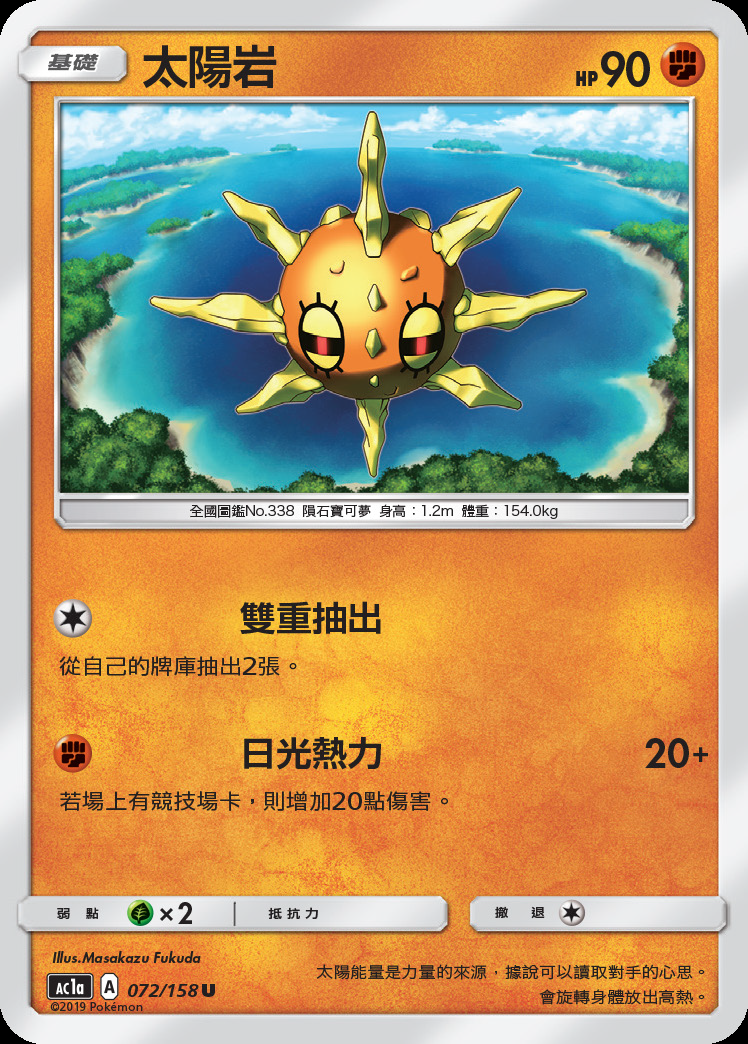 基礎 太陽岩 HP90
全國圖鑑No.338 隕石寶可夢 身高：1.2m 體重：154.0kg
雙重抽出
從自己的牌庫抽出2張。
日光熱力 20+
若場上有競技場卡，則增加20點傷害。
弱點 ×2 抵抗力 撤退
Illus.Masakazu Fukuda
AC1a A 072/158 U
©2019 Pokémon
太陽能量是力量的來源，據說可以讀取對手的心思。
會旋轉身體放出高熱。